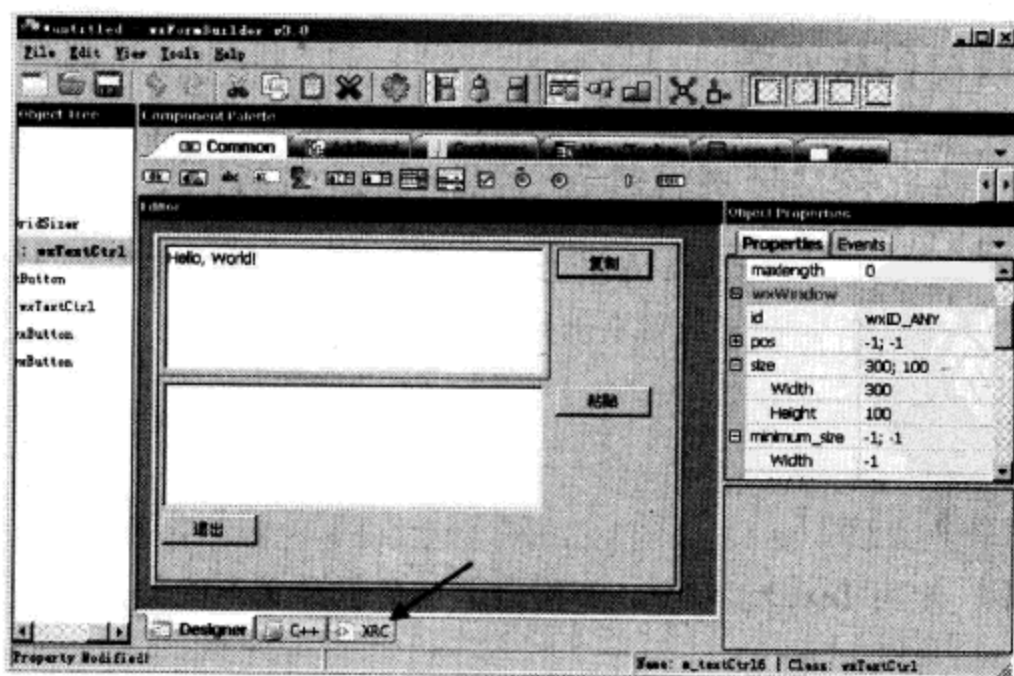 *untitled - wxFormBuilder v3.0
File Edit View Tools Help
Object Tree
Component Palette
Common
Editor
ridSizer
: wxTextCtrl
Button
wxTextCtrl
xButton
wxButton
Hello, World!
复制
粘贴
退出
Designer
C++
XRC
Object Properties
Properties Events
maxlength 0
wxWindow
id wxID_ANY
pos -1; -1
size 300; 100
Width 300
Height 100
minimum_size -1; -1
Width -1
Property Modified!
Name: m_textCtrl6 | Class: wxTextCtrl